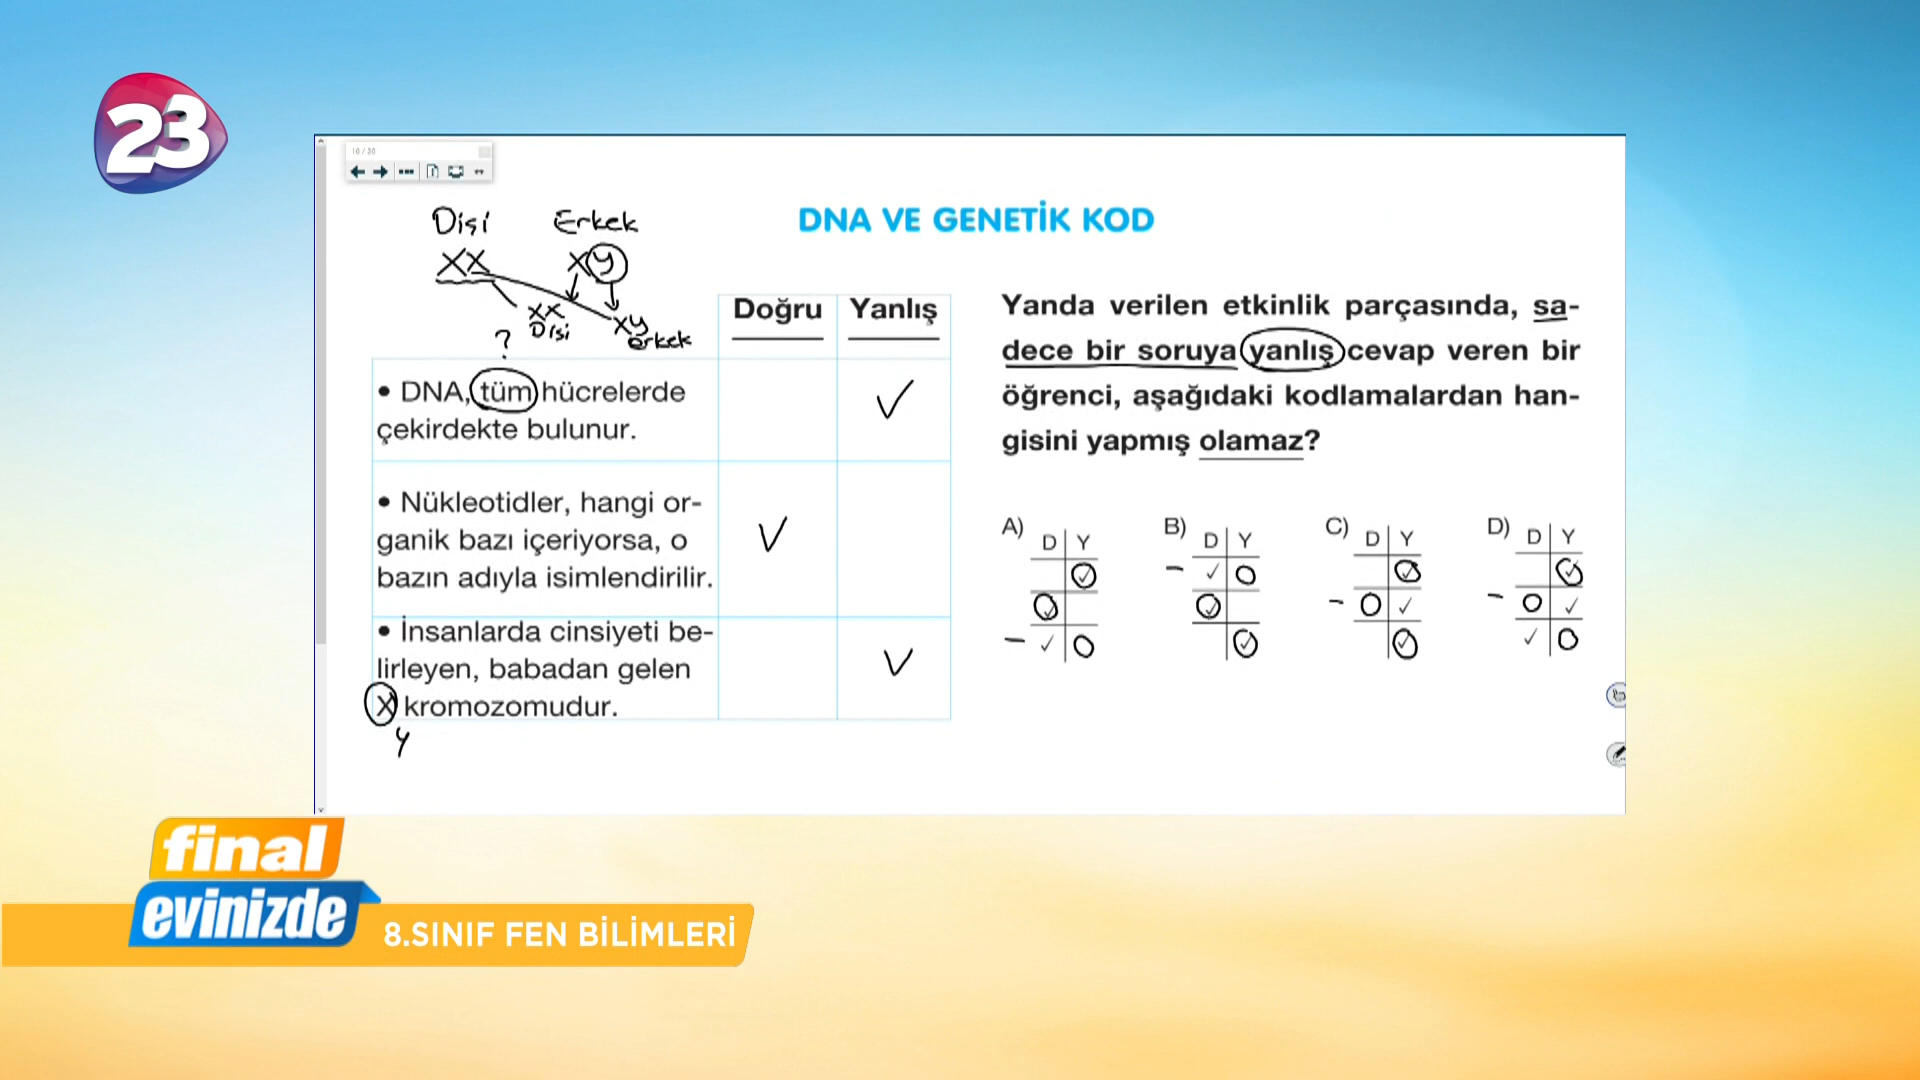 23
10 / 30
Dişi Erkek
XX Xy
XX
Dişi
Xy
erkek
?
DNA VE GENETİK KOD
Doğru Yanlış
• DNA, tüm hücrelerde
çekirdekte bulunur.
✓
• Nükleotidler, hangi or-
ganik bazı içeriyorsa, o
bazın adıyla isimlendirilir.
✓
• İnsanlarda cinsiyeti be-
lirleyen, babadan gelen
X kromozomudur.
✓
y
Yanda verilen etkinlik parçasında, sa-
dece bir soruya yanlış cevap veren bir
öğrenci, aşağıdaki kodlamalardan han-
gisini yapmış olamaz?
A) D Y
✓
✓
– ✓
B) D Y
– ✓
✓
✓
C) D Y
✓
– ✓
✓
D) D Y
✓
– ✓
✓
final
evinizde
8.SINIF FEN BİLİMLERİ